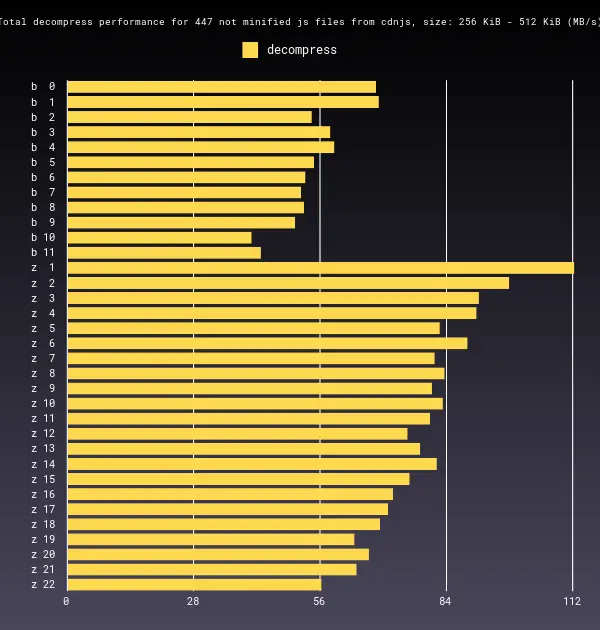 Total decompress performance for 447 not minified js files from cdnjs, size: 256 KiB - 512 KiB (MB/s)
decompress
b 0
b 1
b 2
b 3
b 4
b 5
b 6
b 7
b 8
b 9
b 10
b 11
z 1
z 2
z 3
z 4
z 5
z 6
z 7
z 8
z 9
z 10
z 11
z 12
z 13
z 14
z 15
z 16
z 17
z 18
z 19
z 20
z 21
z 22
0 28 56 84 112